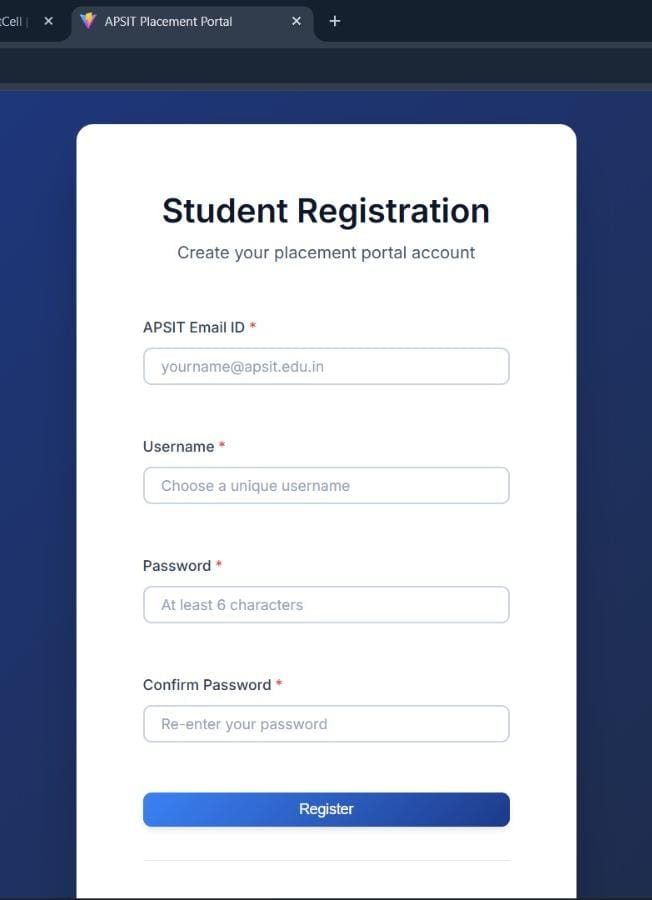 tCell |
APSIT Placement Portal
Student Registration
Create your placement portal account
APSIT Email ID *
yourname@apsit.edu.in
Username *
Choose a unique username
Password *
At least 6 characters
Confirm Password *
Re-enter your password
Register